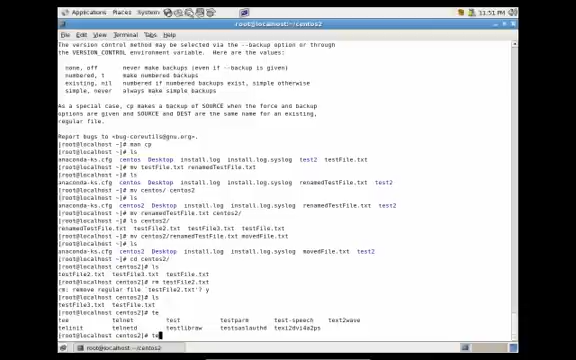 Applications Places System
11:51 PM
root@localhost:~/centos2
File Edit View Terminal Tabs Help
The version control method may be selected via the --backup option or through
the VERSION_CONTROL environment variable. Here are the values:
none, off never make backups (even if --backup is given)
numbered, t make numbered backups
existing, nil numbered if numbered backups exist, simple otherwise
simple, never always make simple backups
As a special case, cp makes a backup of SOURCE when the force and backup
options are given and SOURCE and DEST are the same name for an existing,
regular file.
Report bugs to <bug-coreutils@gnu.org>.
[root@localhost ~]# man cp
[root@localhost ~]# ls
anaconda-ks.cfg centos Desktop install.log install.log.syslog test2 testFile.txt
[root@localhost ~]# mv testFile.txt renamedTestFile.txt
[root@localhost ~]# ls
anaconda-ks.cfg centos Desktop install.log install.log.syslog renamedTestFile.txt test2
[root@localhost ~]# mv centos/ centos2
[root@localhost ~]# ls
anaconda-ks.cfg centos2 Desktop install.log install.log.syslog renamedTestFile.txt test2
[root@localhost ~]# mv renamedTestFile.txt centos2/
[root@localhost ~]# ls centos2/
renamedTestFile.txt testFile2.txt testFile3.txt testFile.txt
[root@localhost ~]# mv centos2/renamedTestFile.txt movedFile.txt
[root@localhost ~]# ls
anaconda-ks.cfg centos2 Desktop install.log install.log.syslog movedFile.txt test2
[root@localhost ~]# cd centos2/
[root@localhost centos2]# ls
testFile2.txt testFile3.txt testFile.txt
[root@localhost centos2]# rm testFile2.txt
rm: remove regular file `testFile2.txt'? y
[root@localhost centos2]# ls
testFile3.txt testFile.txt
[root@localhost centos2]# te
tee telnet test testparm test-speech text2wave
telinit telnetd testlibraw testsaslauthd texi2dvi4a2ps
[root@localhost centos2]# te
root@localhost:~/centos2